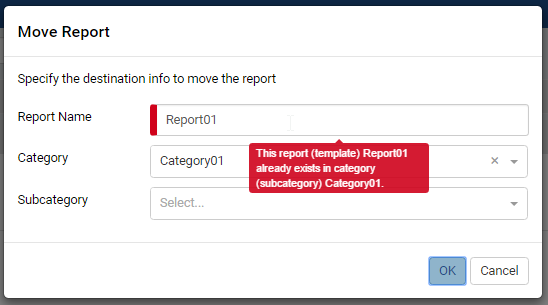 Move Report
Specify the destination info to move the report
Report Name
Report01
This report (template) Report01
already exists in category
(subcategory) Category01.
Category
Category01
Subcategory
Select...
OK
Cancel